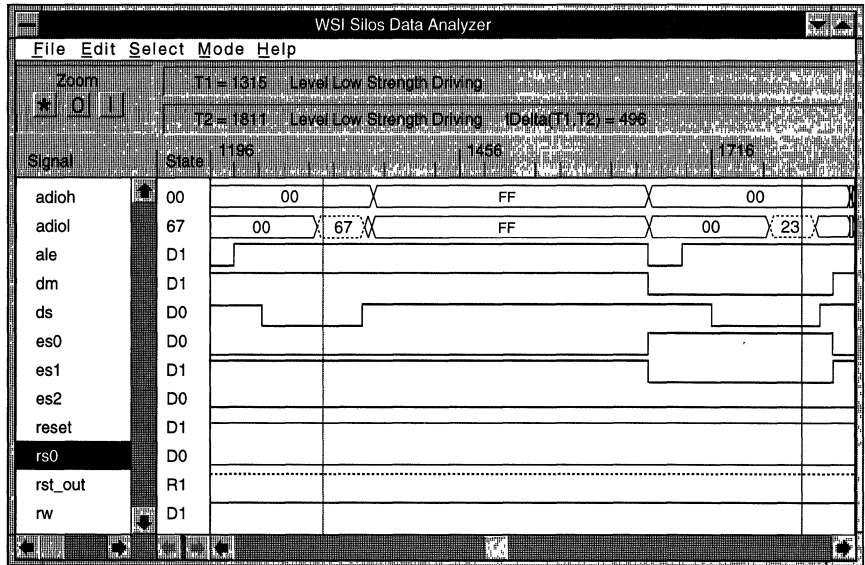 WSI Silos Data Analyzer
File Edit Select Mode Help
Zoom
* 0 |
T1 = 1315 Level Low Strength Driving
T2 = 1811 Level Low Strength Driving tDelta(T1,T2) = 496
Signal State 1196 1456 1716
adioh 00 00 FF 00
adiol 67 00 67 FF 00 23
ale D1
dm D1
ds D0
es0 D0
es1 D1
es2 D0
reset D1
rs0 D0
rst_out R1
rw D1